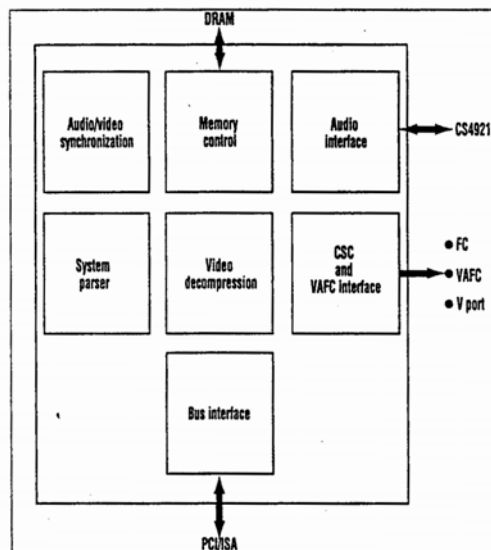 DRAM
Audio/video
synchronization
Memory
control
Audio
interface
CS4921
System
parser
Video
decompression
CSC
and
VAFC interface
FC
VAFC
V port
Bus interface
PCI/ISA